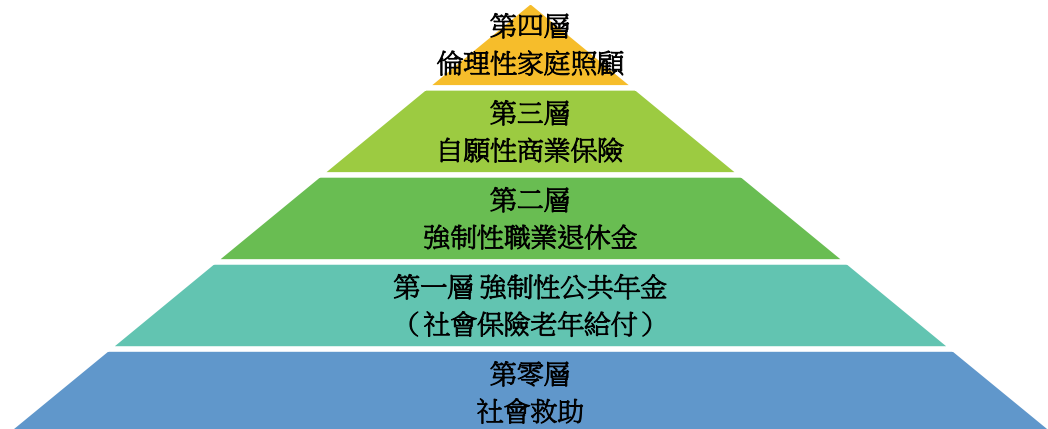 第四層
倫理性家庭照顧
第三層
自願性商業保險
第二層
強制性職業退休金
第一層 強制性公共年金
（社會保險老年給付）
第零層
社會救助